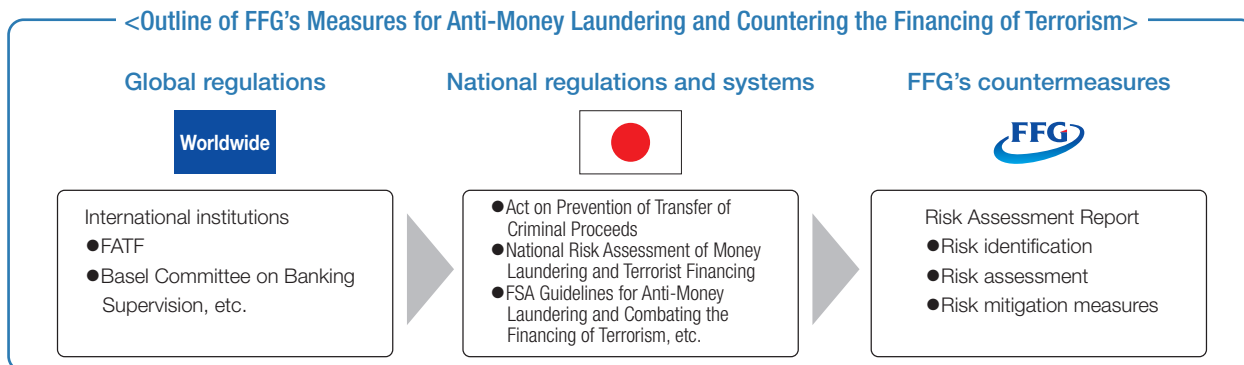 <Outline of FFG's Measures for Anti-Money Laundering and Countering the Financing of Terrorism>
Global regulations
Worldwide
International institutions
●FATF
●Basel Committee on Banking
Supervision, etc.
National regulations and systems
●Act on Prevention of Transfer of
Criminal Proceeds
●National Risk Assessment of Money
Laundering and Terrorist Financing
●FSA Guidelines for Anti-Money
Laundering and Combating the
Financing of Terrorism, etc.
FFG's countermeasures
FFG
Risk Assessment Report
●Risk identification
●Risk assessment
●Risk mitigation measures